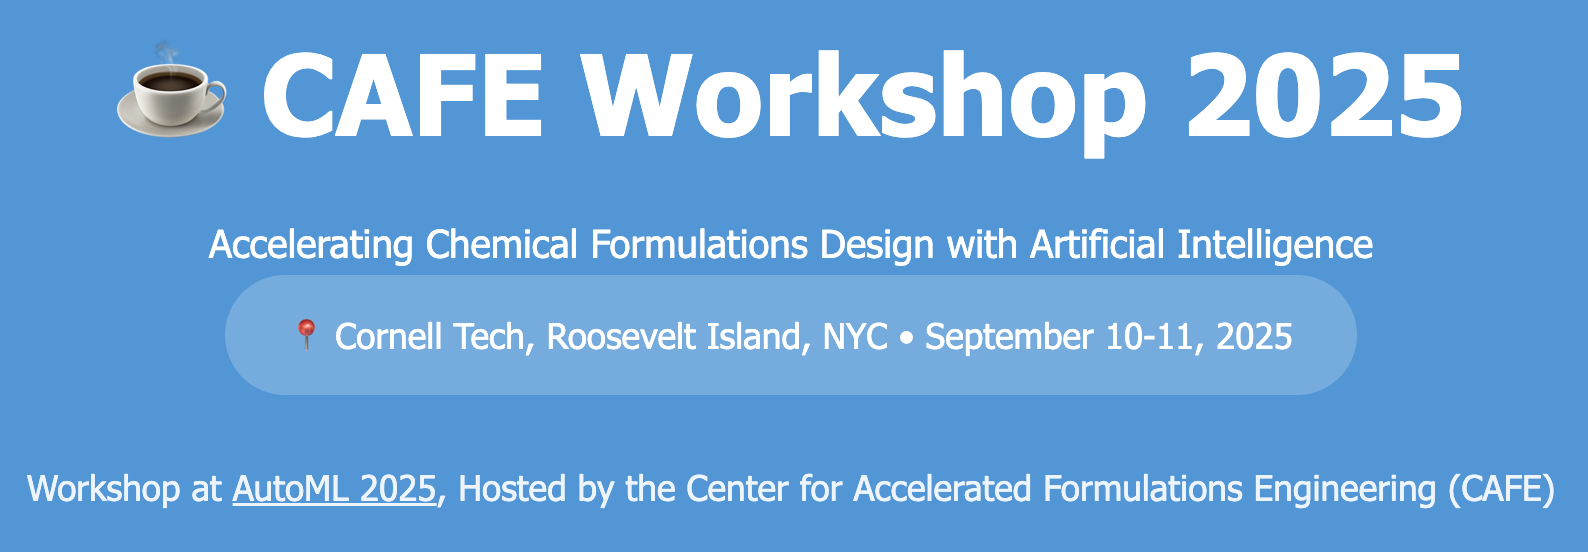 CAFE Workshop 2025
Accelerating Chemical Formulations Design with Artificial Intelligence
Cornell Tech, Roosevelt Island, NYC • September 10-11, 2025
Workshop at AutoML 2025, Hosted by the Center for Accelerated Formulations Engineering (CAFE)